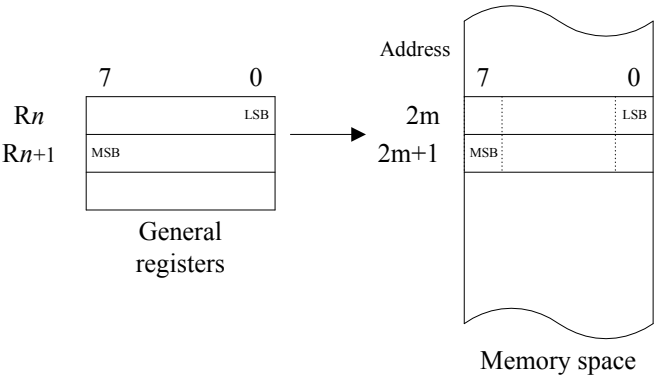 Address
7 0 7 0
Rn LSB 2m LSB
Rn+1 MSB 2m+1 MSB
General
registers
Memory space